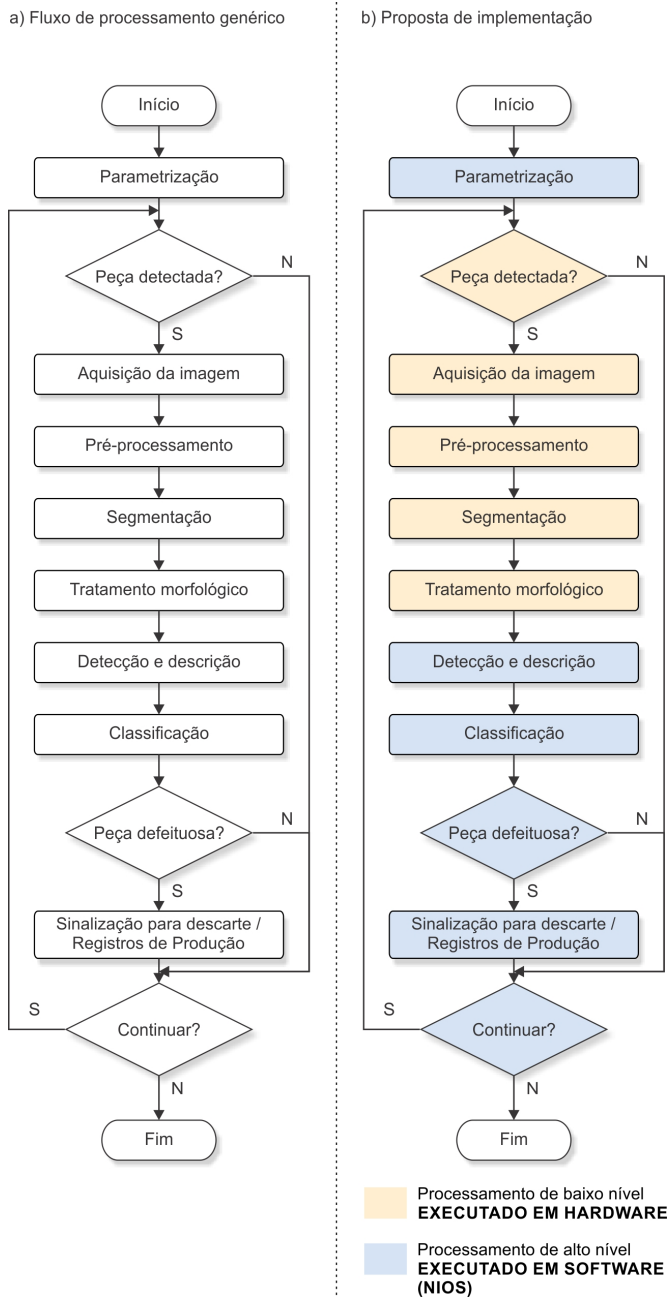 a) Fluxo de processamento genérico
Início
Parametrização
Peça detectada?
N
S
Aquisição da imagem
Pré-processamento
Segmentação
Tratamento morfológico
Detecção e descrição
Classificação
Peça defeituosa?
N
S
Sinalização para descarte /
Registros de Produção
S
Continuar?
N
Fim
b) Proposta de implementação
Início
Parametrização
Peça detectada?
N
S
Aquisição da imagem
Pré-processamento
Segmentação
Tratamento morfológico
Detecção e descrição
Classificação
Peça defeituosa?
N
S
Sinalização para descarte /
Registros de Produção
S
Continuar?
N
Fim
Processamento de baixo nível
EXECUTADO EM HARDWARE
Processamento de alto nível
EXECUTADO EM SOFTWARE
(NIOS)